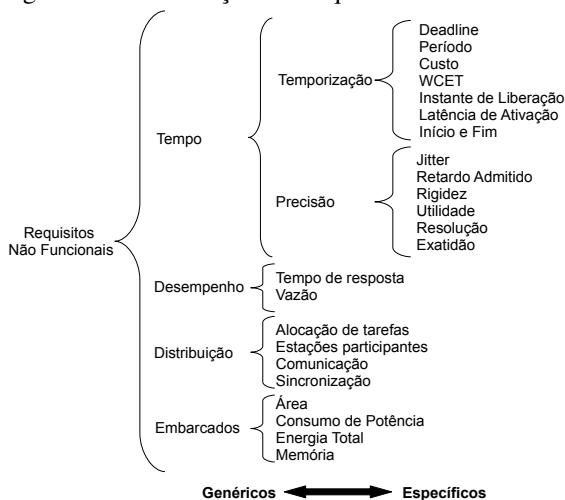 Requisitos
Não Funcionais
Tempo
Temporização
Deadline
Período
Custo
WCET
Instante de Liberação
Latência de Ativação
Início e Fim
Precisão
Jitter
Retardo Admitido
Rigidez
Utilidade
Resolução
Exatidão
Desempenho
Tempo de resposta
Vazão
Distribuição
Alocação de tarefas
Estações participantes
Comunicação
Sincronização
Embarcados
Área
Consumo de Potência
Energia Total
Memória
Genéricos Específicos